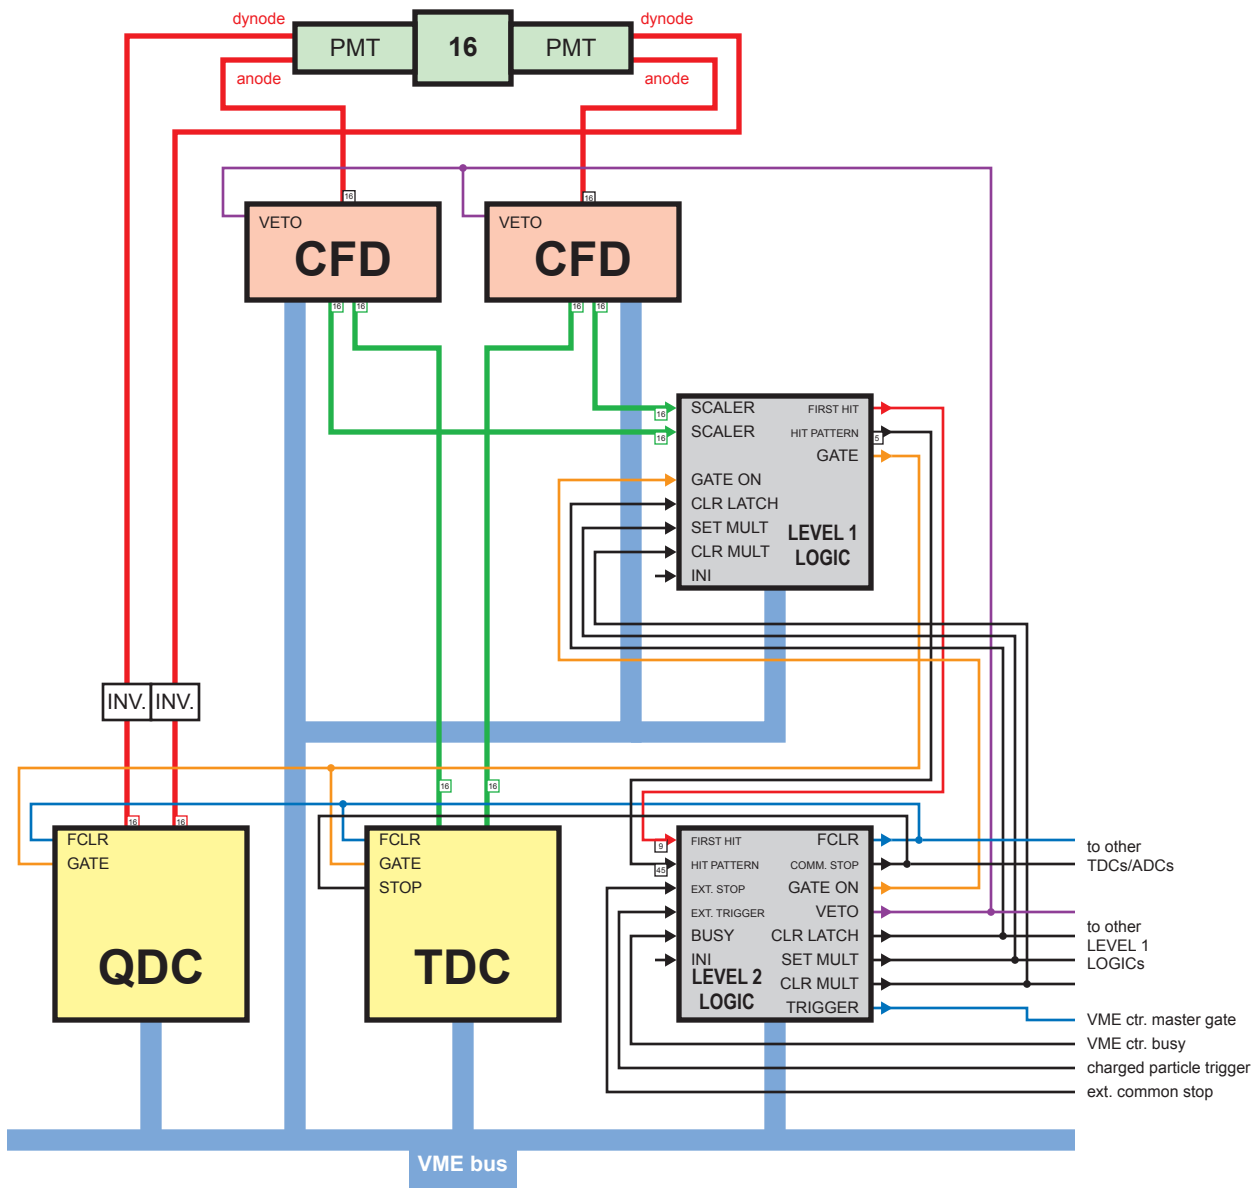 dynode
dynode
PMT
16
PMT
anode
anode
16
16
VETO
VETO
CFD
CFD
16
16
16
16
SCALER
FIRST HIT
16
SCALER
HIT PATTERN
16
5
GATE
GATE ON
CLR LATCH
SET MULT
LEVEL 1
CLR MULT
LOGIC
INI
INV.
INV.
16
16
16
16
FCLR
FCLR
FIRST HIT
FCLR
9
to other
GATE
GATE
HIT PATTERN
COMM. STOP
TDCs/ADCs
45
STOP
EXT. STOP
GATE ON
EXT. TRIGGER
VETO
to other
BUSY
CLR LATCH
LEVEL 1
INI
SET MULT
LOGICs
QDC
TDC
LEVEL 2
CLR MULT
LOGIC
TRIGGER
VME ctr. master gate
VME ctr. busy
charged particle trigger
ext. common stop
VME bus